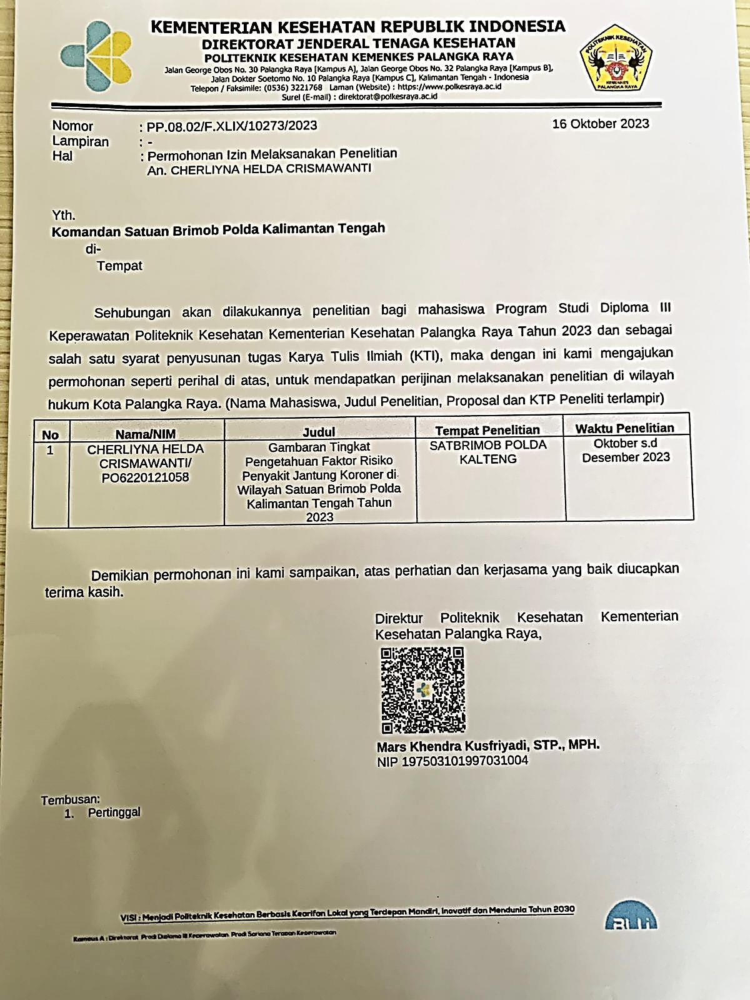 KEMENTERIAN KESEHATAN REPUBLIK INDONESIA
DIREKTORAT JENDERAL TENAGA KESEHATAN
POLITEKNIK KESEHATAN KEMENKES PALANGKA RAYA
Jalan George Obos No. 30 Palangka Raya [Kampus A], Jalan George Obos No. 32 Palangka Raya [Kampus B],
Jalan Dokter Soetomo No. 10 Palangka Raya [Kampus C], Kalimantan Tengah - Indonesia
Telepon / Faksimile: (0536) 3221768 Laman (Website) : https://www.polkesraya.ac.id
Surel (E-mail) : direktorat@polkesraya.ac.id
POLITEKNIK KESEHATAN
KEMENKES
PALANGKA RAYA
Nomor : PP.08.02/F.XLIX/10273/2023 16 Oktober 2023
Lampiran : -
Hal : Permohonan Izin Melaksanakan Penelitian
An. CHERLIYNA HELDA CRISMAWANTI
Yth.
Komandan Satuan Brimob Polda Kalimantan Tengah
di-
Tempat
Sehubungan akan dilakukannya penelitian bagi mahasiswa Program Studi Diploma III
Keperawatan Politeknik Kesehatan Kementerian Kesehatan Palangka Raya Tahun 2023 dan sebagai
salah satu syarat penyusunan tugas Karya Tulis Ilmiah (KTI), maka dengan ini kami mengajukan
permohonan seperti perihal di atas, untuk mendapatkan perijinan melaksanakan penelitian di wilayah
hukum Kota Palangka Raya. (Nama Mahasiswa, Judul Penelitian, Proposal dan KTP Peneliti terlampir)
No Nama/NIM Judul Tempat Penelitian Waktu Penelitian
1 CHERLIYNA HELDA Gambaran Tingkat SATBRIMOB POLDA Oktober s.d
CRISMAWANTI/ Pengetahuan Faktor Risiko KALTENG Desember 2023
PO6220121058 Penyakit Jantung Koroner di
Wilayah Satuan Brimob Polda
Kalimantan Tengah Tahun
2023
Demikian permohonan ini kami sampaikan, atas perhatian dan kerjasama yang baik diucapkan
terima kasih.
Direktur Politeknik Kesehatan Kementerian
Kesehatan Palangka Raya,
Mars Khendra Kusfriyadi, STP., MPH.
NIP 197503101997031004
Tembusan:
1. Pertinggal
VISI : Menjadi Politeknik Kesehatan Berbasis Kearifan Lokal yang Terdepan Mandiri, Inovatif dan Mendunia Tahun 2030
Kampus A : Direktorat, Prodi Diploma III Keperawatan, Prodi Sarjana Terapan Keperawatan